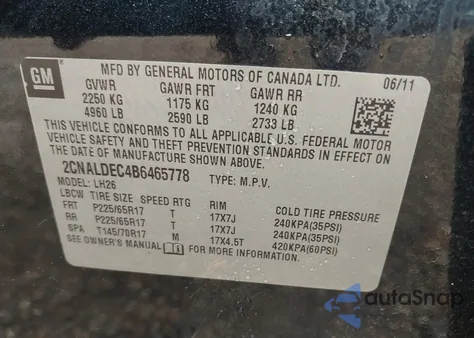 GM
MFD BY GENERAL MOTORS OF CANADA LTD.
06/11
GVWR GAWR FRT GAWR RR
2250 KG 1175 KG 1240 KG
4960 LB 2590 LB 2733 LB
THIS VEHICLE CONFORMS TO ALL APPLICABLE U.S. FEDERAL MOTOR
VEHICLE SAFETY AND THEFT PREVENTION STANDARDS IN EFFECT ON
THE DATE OF MANUFACTURE SHOWN ABOVE.
2CNALDEC4B6465778 TYPE: M.P.V.
MODEL: LH26
LBCW TIRE SIZE SPEED RTG RIM COLD TIRE PRESSURE
FRT P225/65R17 T 17X7J 240KPA(35PSI)
RR P225/65R17 T 17X7J 240KPA(35PSI)
SPA T145/70R17 M 17X4.5T 420KPA(60PSI)
SEE OWNER'S MANUAL FOR MORE INFORMATION.
autoSnap